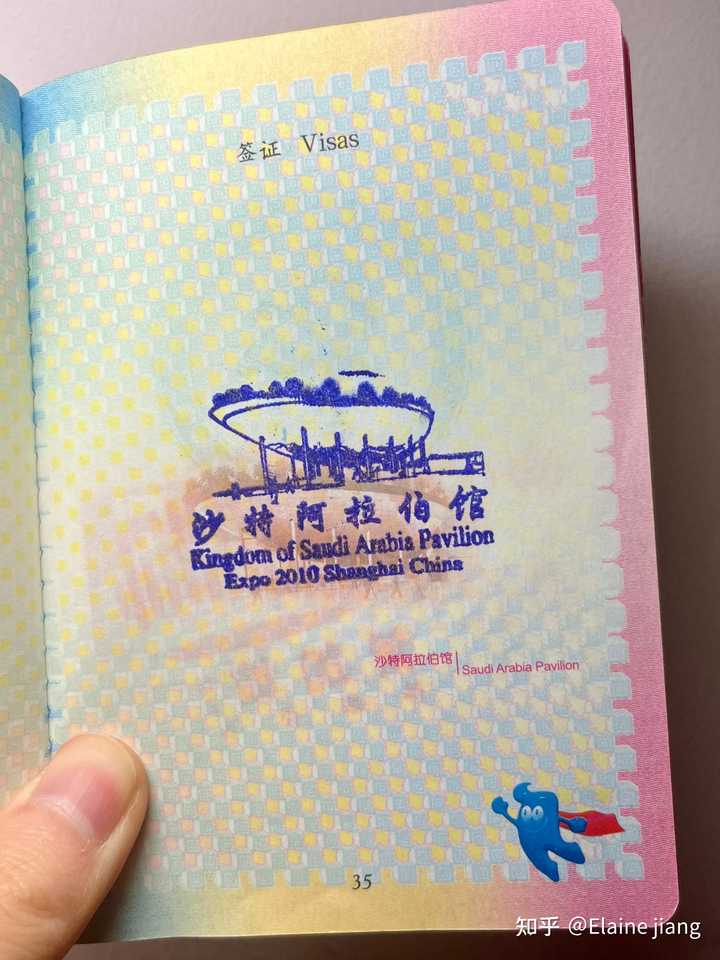 签证 Visas
沙特阿拉伯馆
Kingdom of Saudi Arabia Pavilion
Expo 2010 Shanghai China
沙特阿拉伯馆 | Saudi Arabia Pavilion
35
知乎 @Elaine jiang